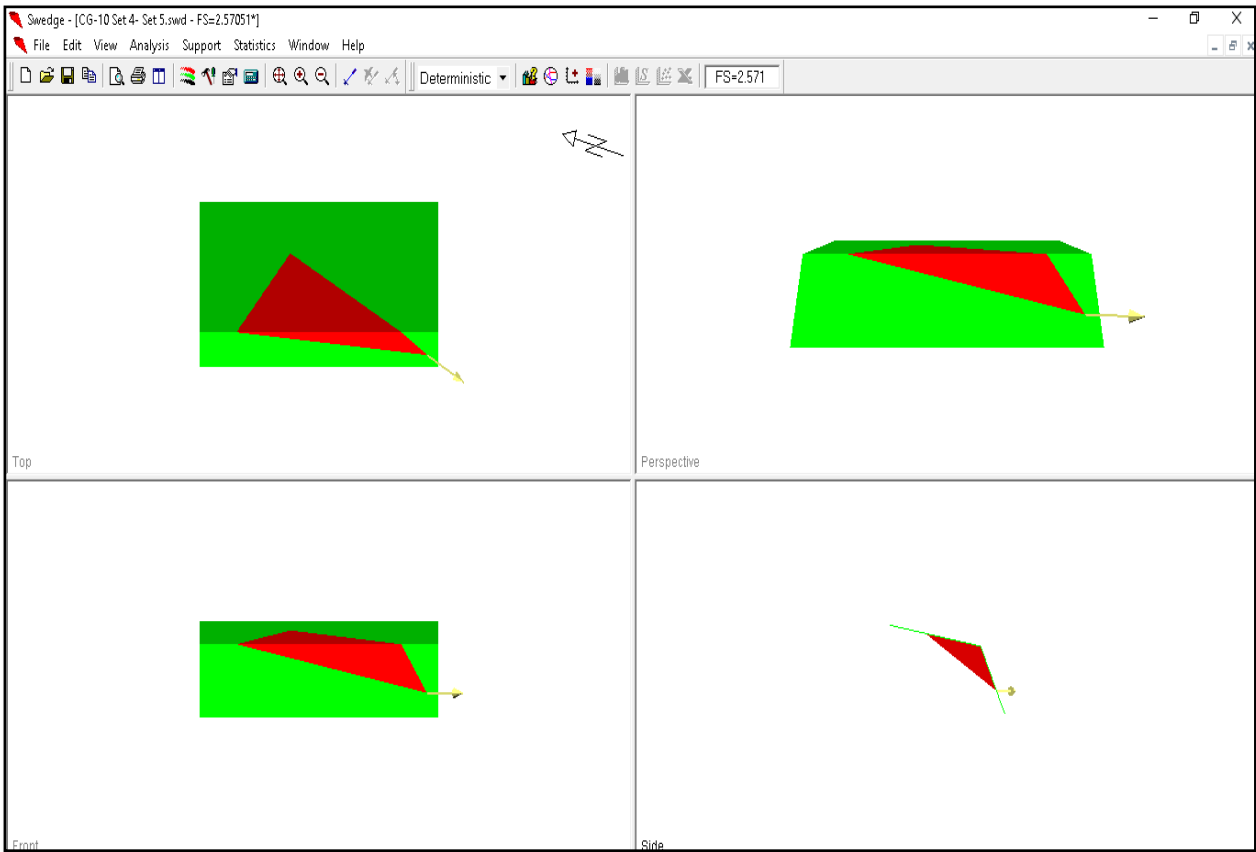 Swedge - [CG-10 Set 4- Set 5.swd - FS=2.57051*]
File Edit View Analysis Support Statistics Window Help
Deterministic FS=2.571
Top
Perspective
Front
Side